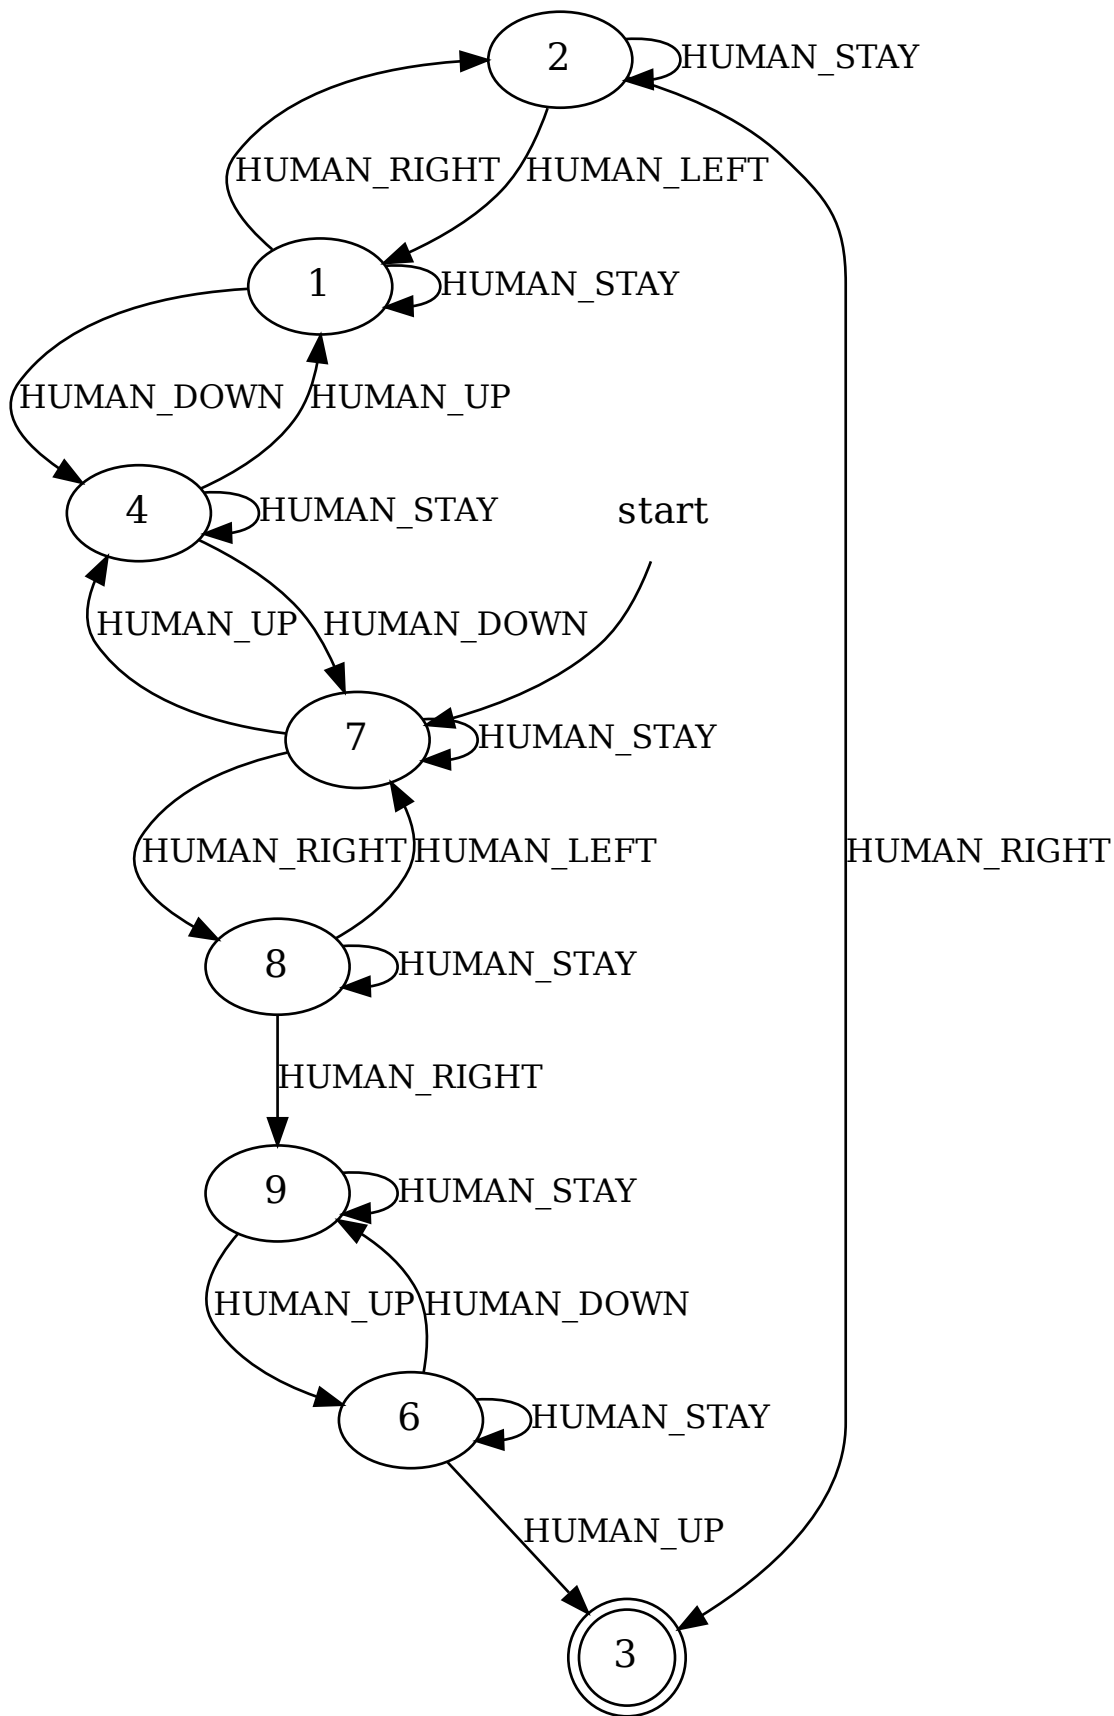 2
HUMAN_STAY
HUMAN_RIGHT
HUMAN_LEFT
1
HUMAN_STAY
HUMAN_DOWN
HUMAN_UP
4
HUMAN_STAY
start
HUMAN_UP
HUMAN_DOWN
7
HUMAN_STAY
HUMAN_RIGHT
HUMAN_LEFT
HUMAN_RIGHT
8
HUMAN_STAY
HUMAN_RIGHT
9
HUMAN_STAY
HUMAN_UP
HUMAN_DOWN
6
HUMAN_STAY
HUMAN_UP
3